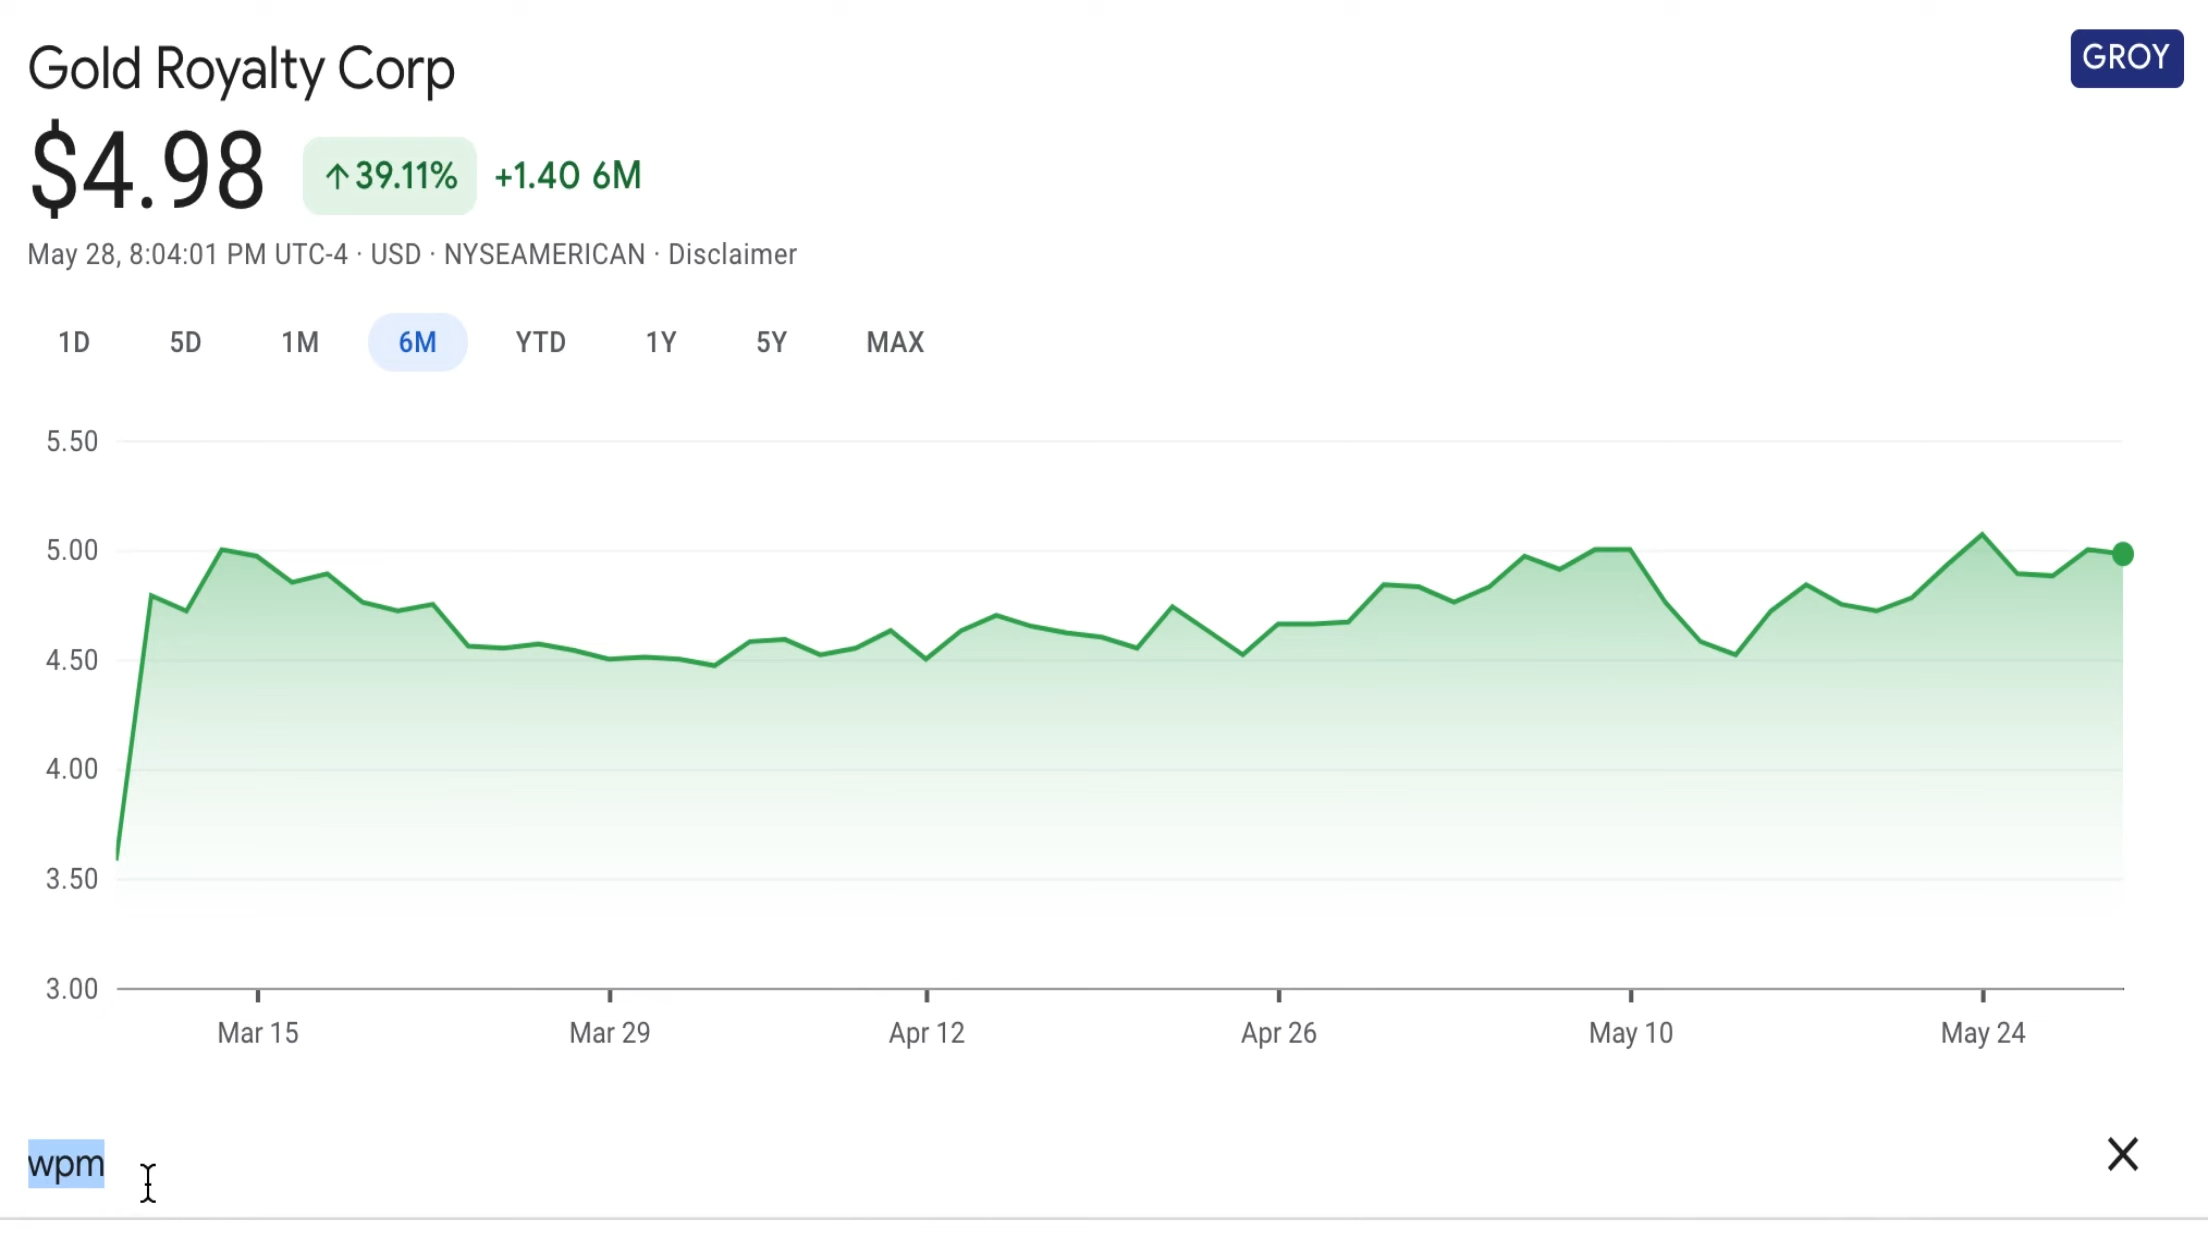 Gold Royalty Corp
GROY
$4.98 ↑39.11% +1.40 6M
May 28, 8:04:01 PM UTC-4 · USD · NYSEAMERICAN · Disclaimer
1D 5D 1M 6M YTD 1Y 5Y MAX
5.50
5.00
4.50
4.00
3.50
3.00
Mar 15 Mar 29 Apr 12 Apr 26 May 10 May 24
wpm